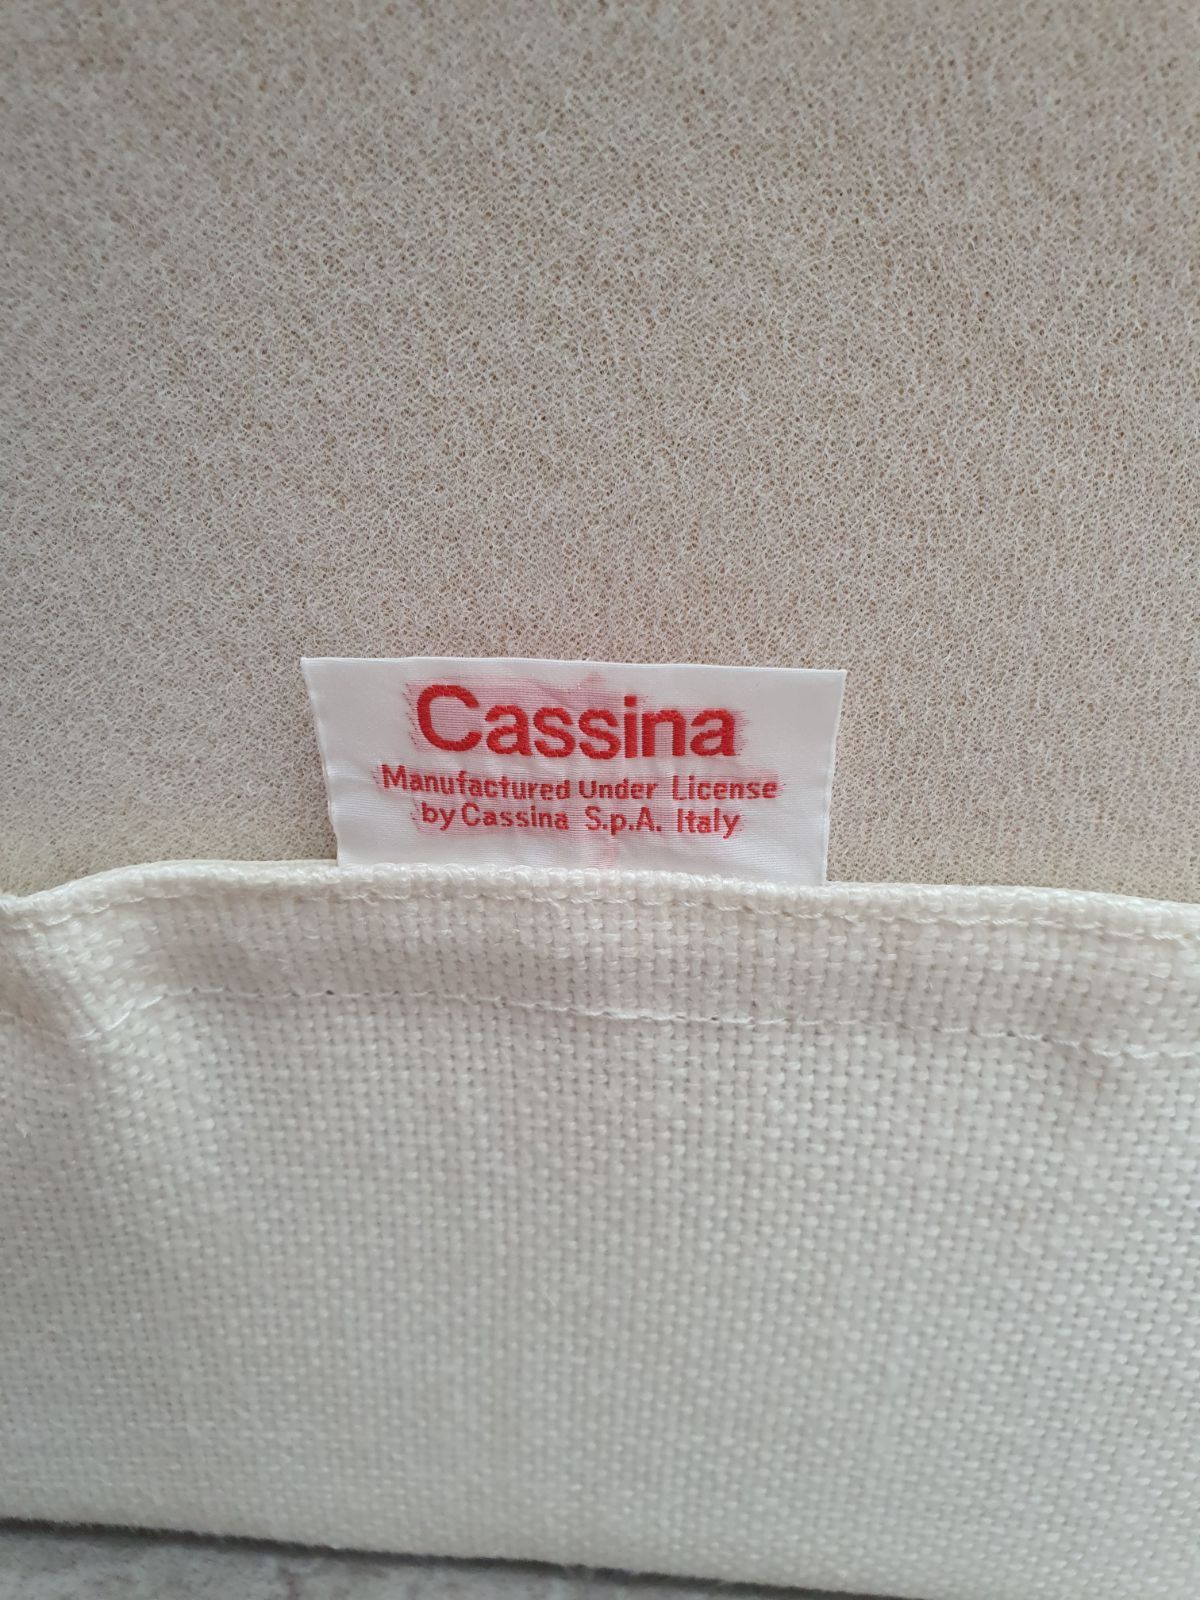 Cassina
Manufactured Under License
by Cassina S.p.A. Italy